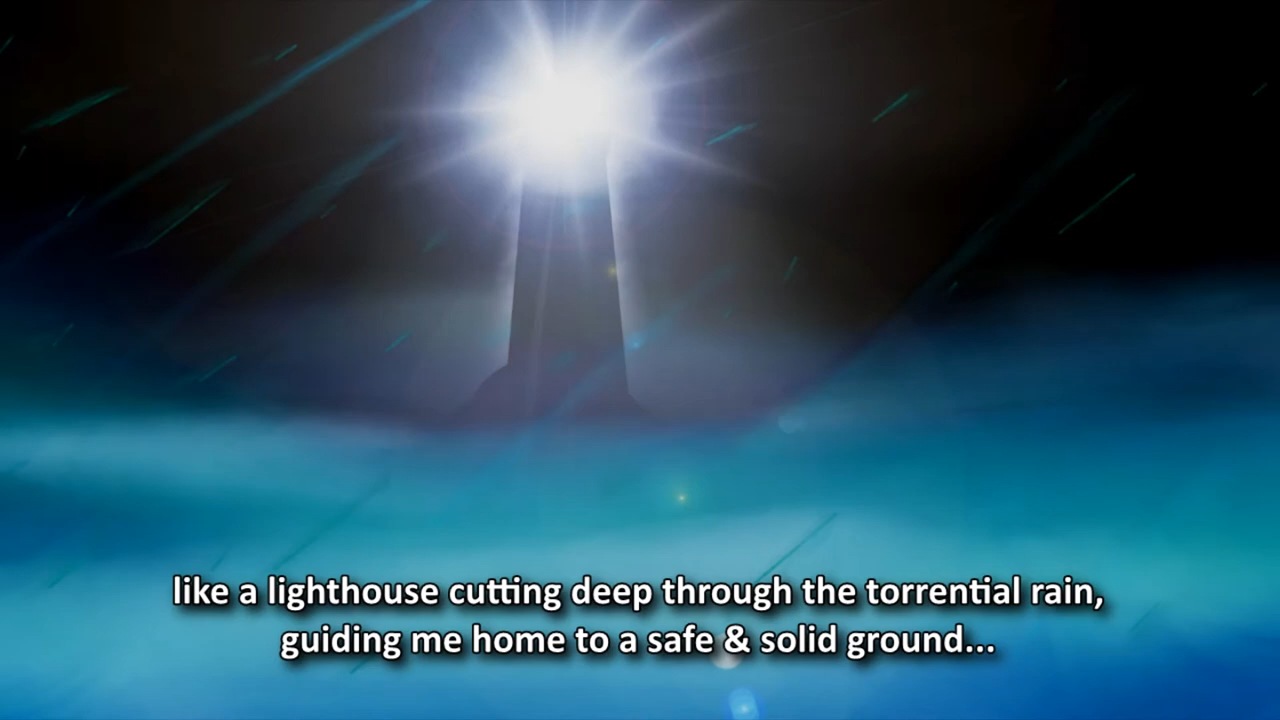 like a lighthouse cutting deep through the torrential rain,
guiding me home to a safe & solid ground...